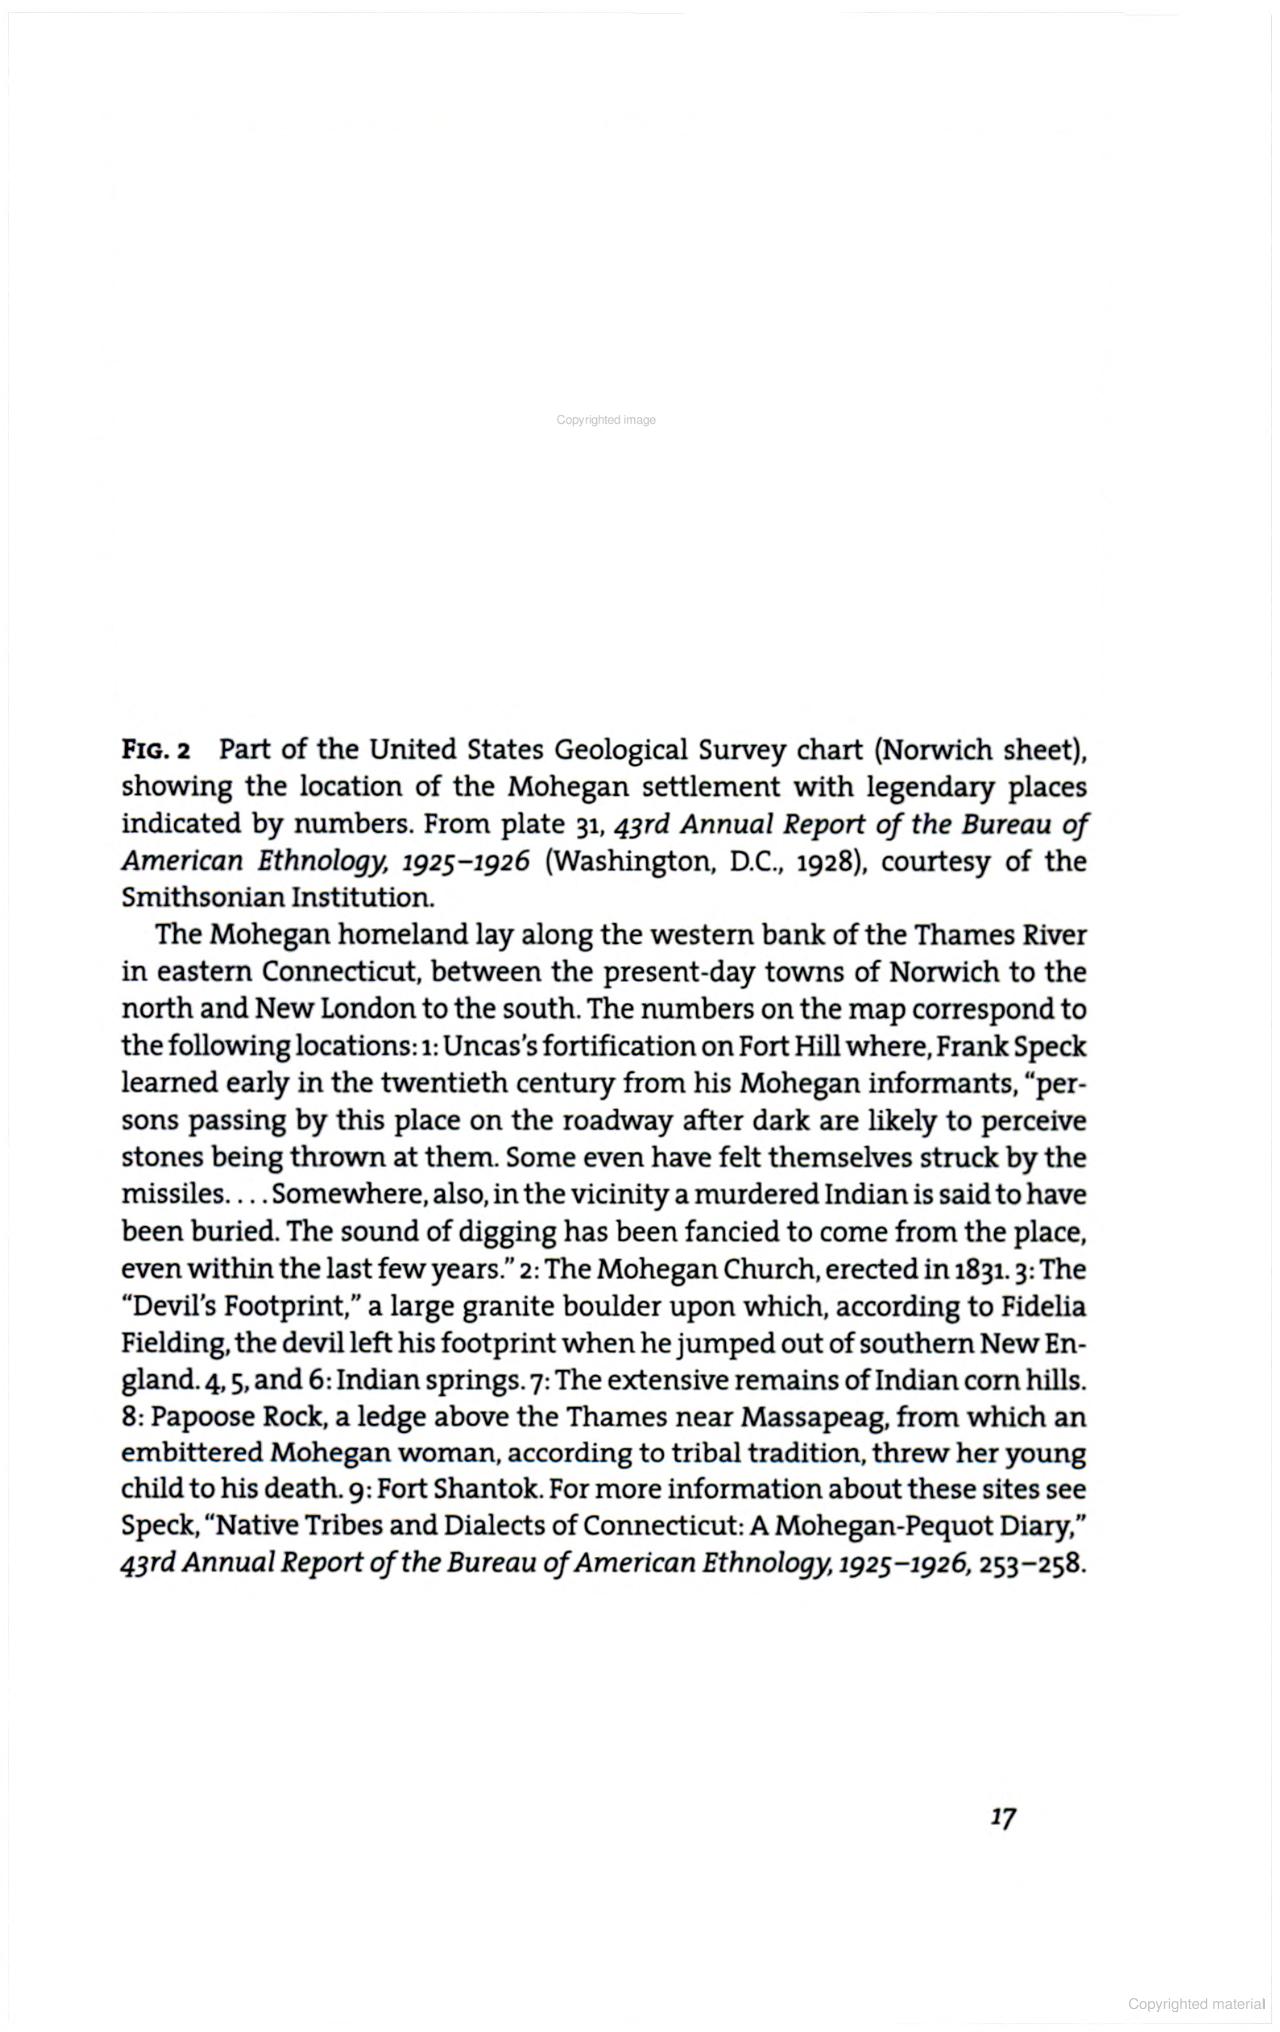 Copyrighted image
FIG. 2 Part of the United States Geological Survey chart (Norwich sheet),
showing the location of the Mohegan settlement with legendary places
indicated by numbers. From plate 31, 43rd Annual Report of the Bureau of
American Ethnology, 1925–1926 (Washington, D.C., 1928), courtesy of the
Smithsonian Institution.
The Mohegan homeland lay along the western bank of the Thames River
in eastern Connecticut, between the present-day towns of Norwich to the
north and New London to the south. The numbers on the map correspond to
the following locations: 1: Uncas's fortification on Fort Hill where, Frank Speck
learned early in the twentieth century from his Mohegan informants, “per-
sons passing by this place on the roadway after dark are likely to perceive
stones being thrown at them. Some even have felt themselves struck by the
missiles. . . . Somewhere, also, in the vicinity a murdered Indian is said to have
been buried. The sound of digging has been fancied to come from the place,
even within the last few years.” 2: The Mohegan Church, erected in 1831. 3: The
“Devil's Footprint,” a large granite boulder upon which, according to Fidelia
Fielding, the devil left his footprint when he jumped out of southern New En-
gland. 4, 5, and 6: Indian springs. 7: The extensive remains of Indian corn hills.
8: Papoose Rock, a ledge above the Thames near Massapeag, from which an
embittered Mohegan woman, according to tribal tradition, threw her young
child to his death. 9: Fort Shantok. For more information about these sites see
Speck, “Native Tribes and Dialects of Connecticut: A Mohegan-Pequot Diary,”
43rd Annual Report of the Bureau of American Ethnology, 1925–1926, 253–258.
17
Copyrighted material